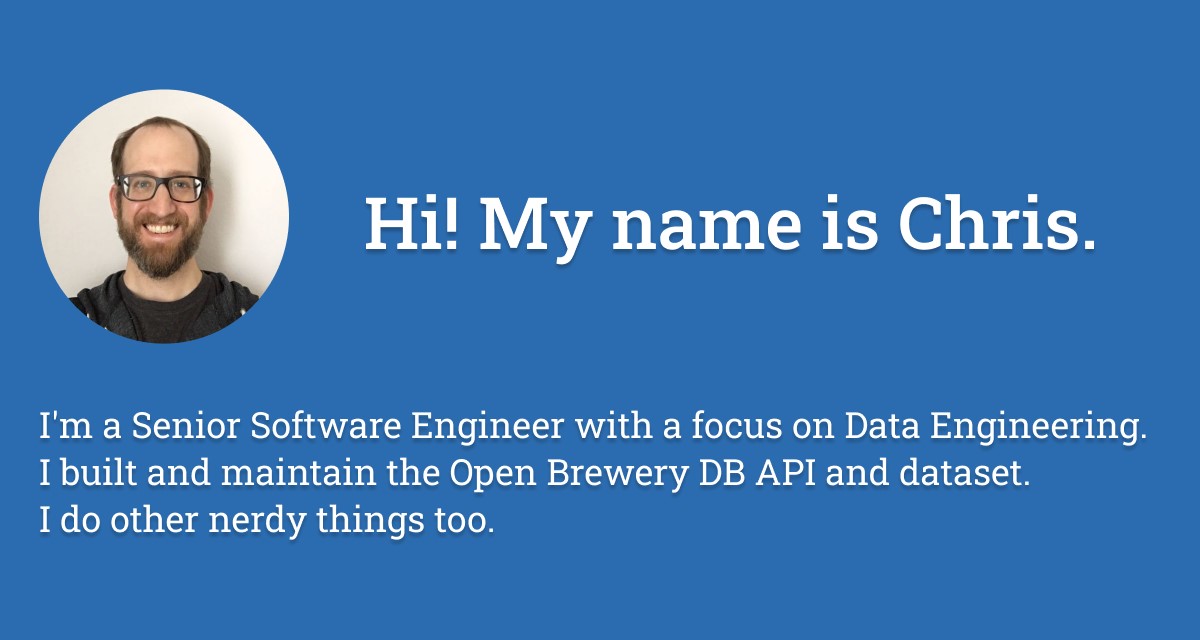 Hi! My name is Chris.
I'm a Senior Software Engineer with a focus on Data Engineering.
I built and maintain the Open Brewery DB API and dataset.
I do other nerdy things too.